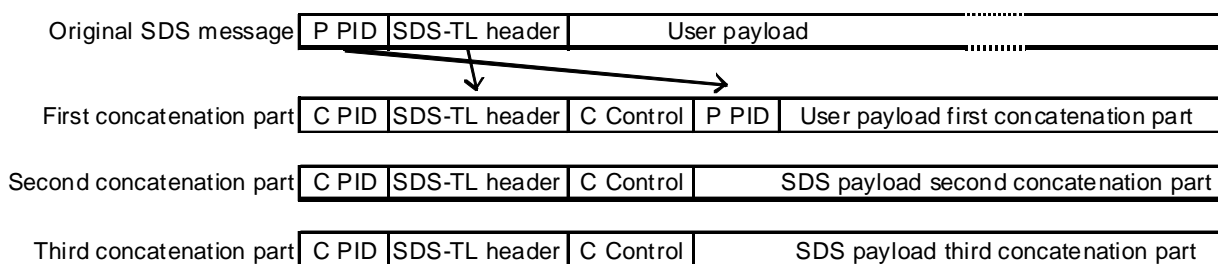 Original SDS message P PID SDS-TL header User payload
First concatenation part C PID SDS-TL header C Control P PID User payload first concatenation part
Second concatenation part C PID SDS-TL header C Control SDS payload second concatenation part
Third concatenation part C PID SDS-TL header C Control SDS payload third concatenation part